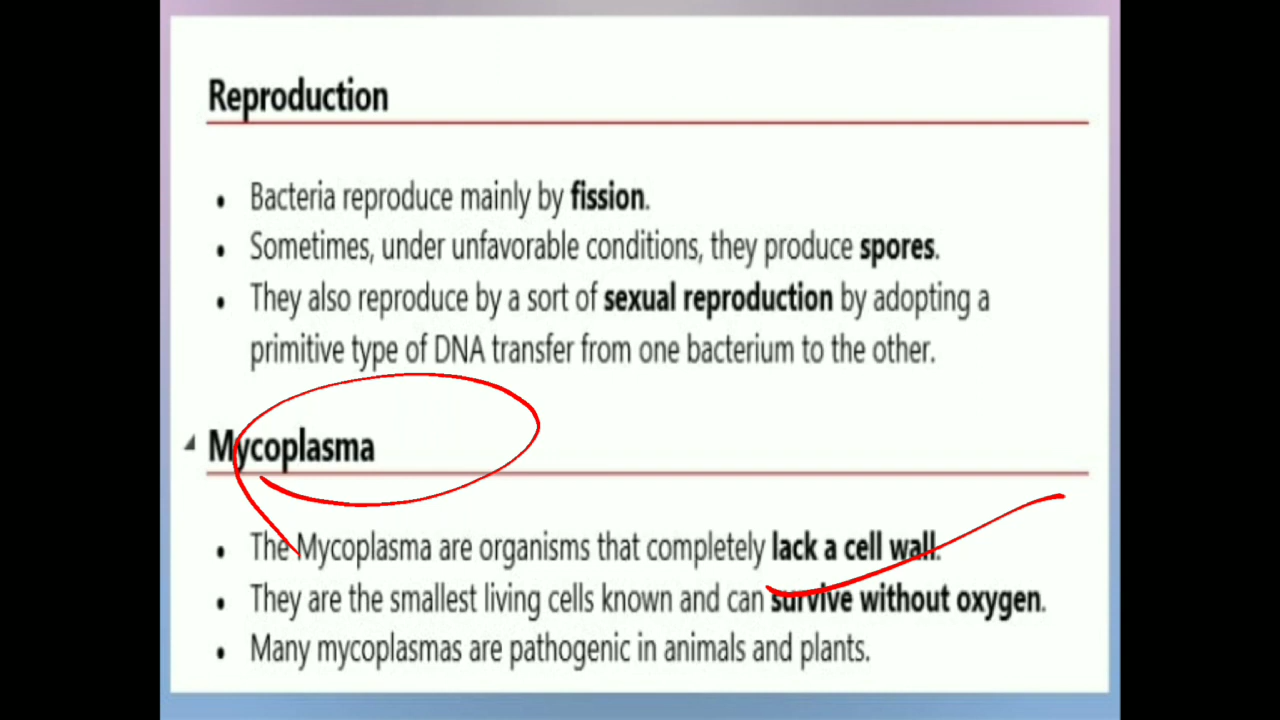 Reproduction
• Bacteria reproduce mainly by fission.
• Sometimes, under unfavorable conditions, they produce spores.
• They also reproduce by a sort of sexual reproduction by adopting a
primitive type of DNA transfer from one bacterium to the other.
Mycoplasma
• The Mycoplasma are organisms that completely lack a cell wall.
• They are the smallest living cells known and can survive without oxygen.
• Many mycoplasmas are pathogenic in animals and plants.